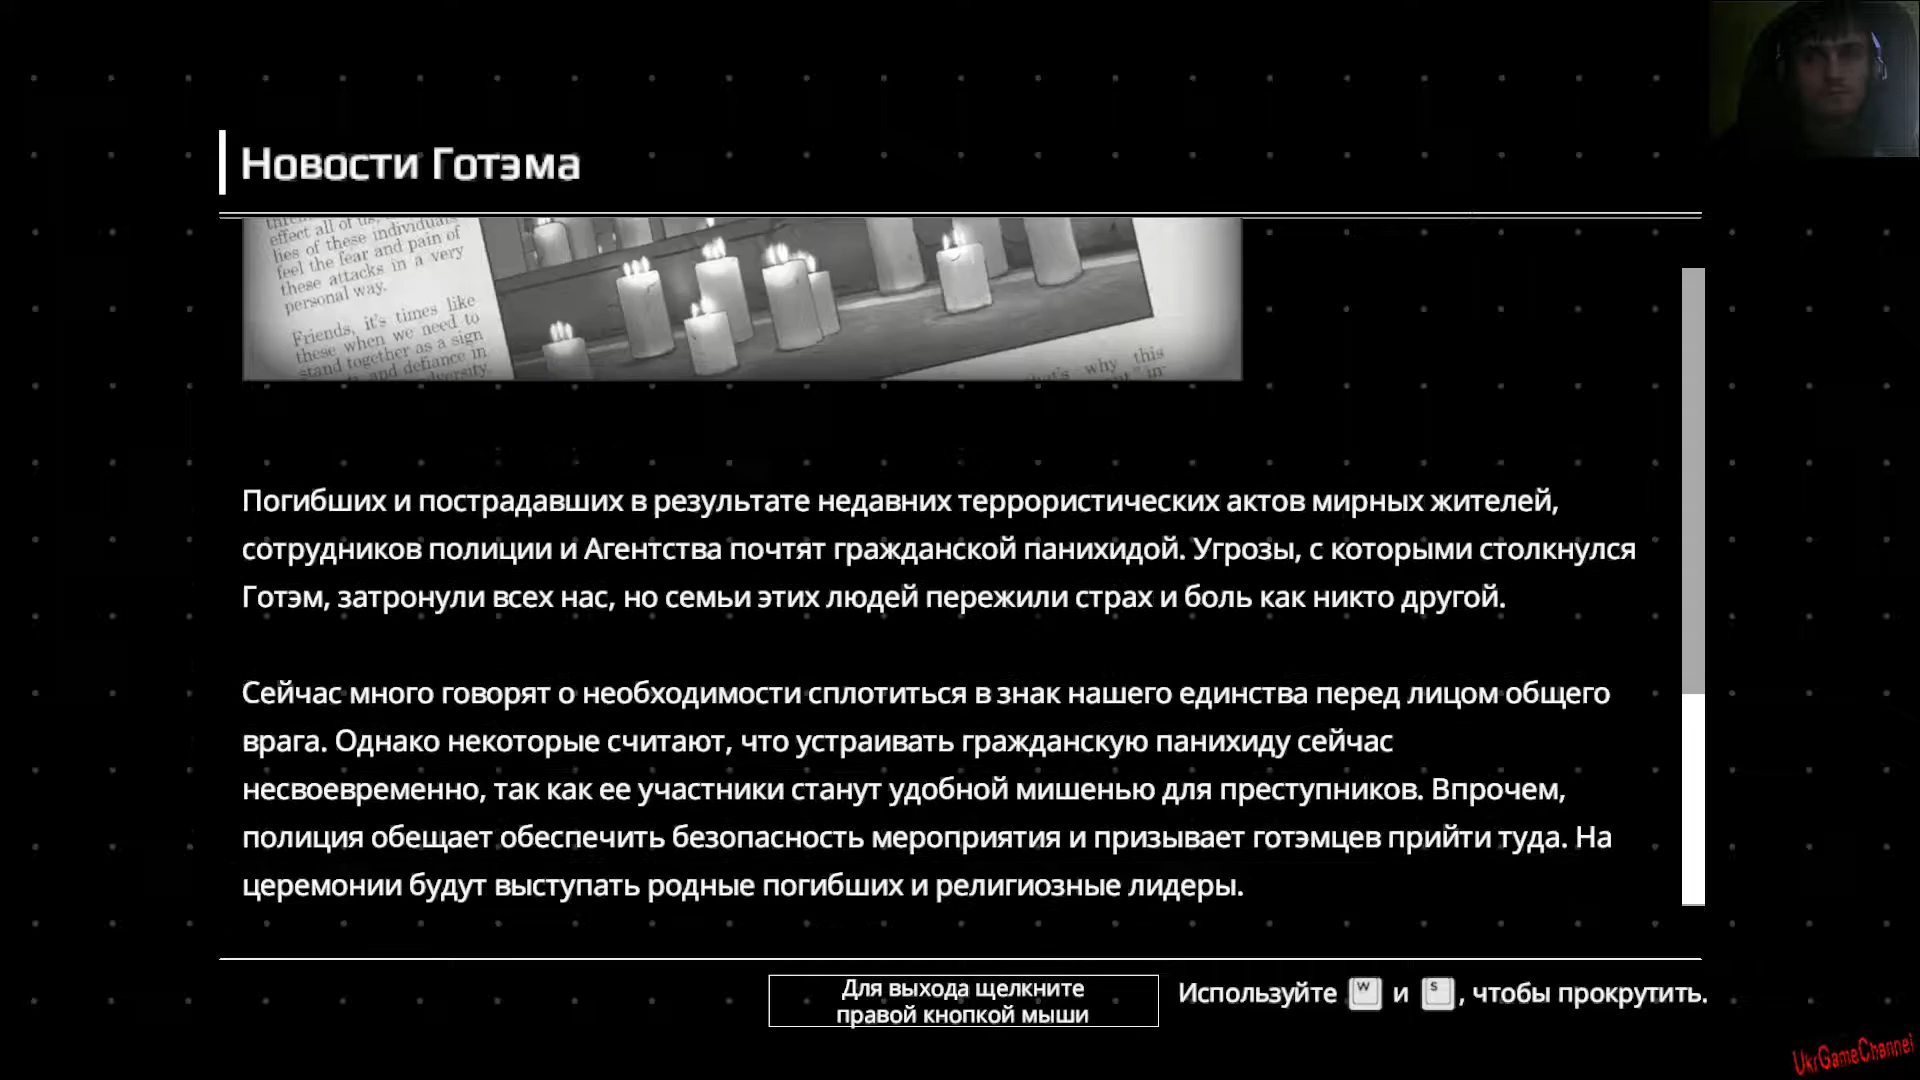 Новости Готэма
effect all of us,
lies of these individuals
feel the fear and pain of
these attacks in a very
personal way.
Friends, it's times like
these when we need to
stand together as a sign
and defiance in
why this
Погибших и пострадавших в результате недавних террористических актов мирных жителей,
сотрудников полиции и Агентства почтят гражданской панихидой. Угрозы, с которыми столкнулся
Готэм, затронули всех нас, но семьи этих людей пережили страх и боль как никто другой.
Сейчас много говорят о необходимости сплотиться в знак нашего единства перед лицом общего
врага. Однако некоторые считают, что устраивать гражданскую панихиду сейчас
несвоевременно, так как ее участники станут удобной мишенью для преступников. Впрочем,
полиция обещает обеспечить безопасность мероприятия и призывает готэмцев прийти туда. На
церемонии будут выступать родные погибших и религиозные лидеры.
Для выхода щелкните
правой кнопкой мыши
Используйте W и S, чтобы прокрутить.
UkrGameChannel